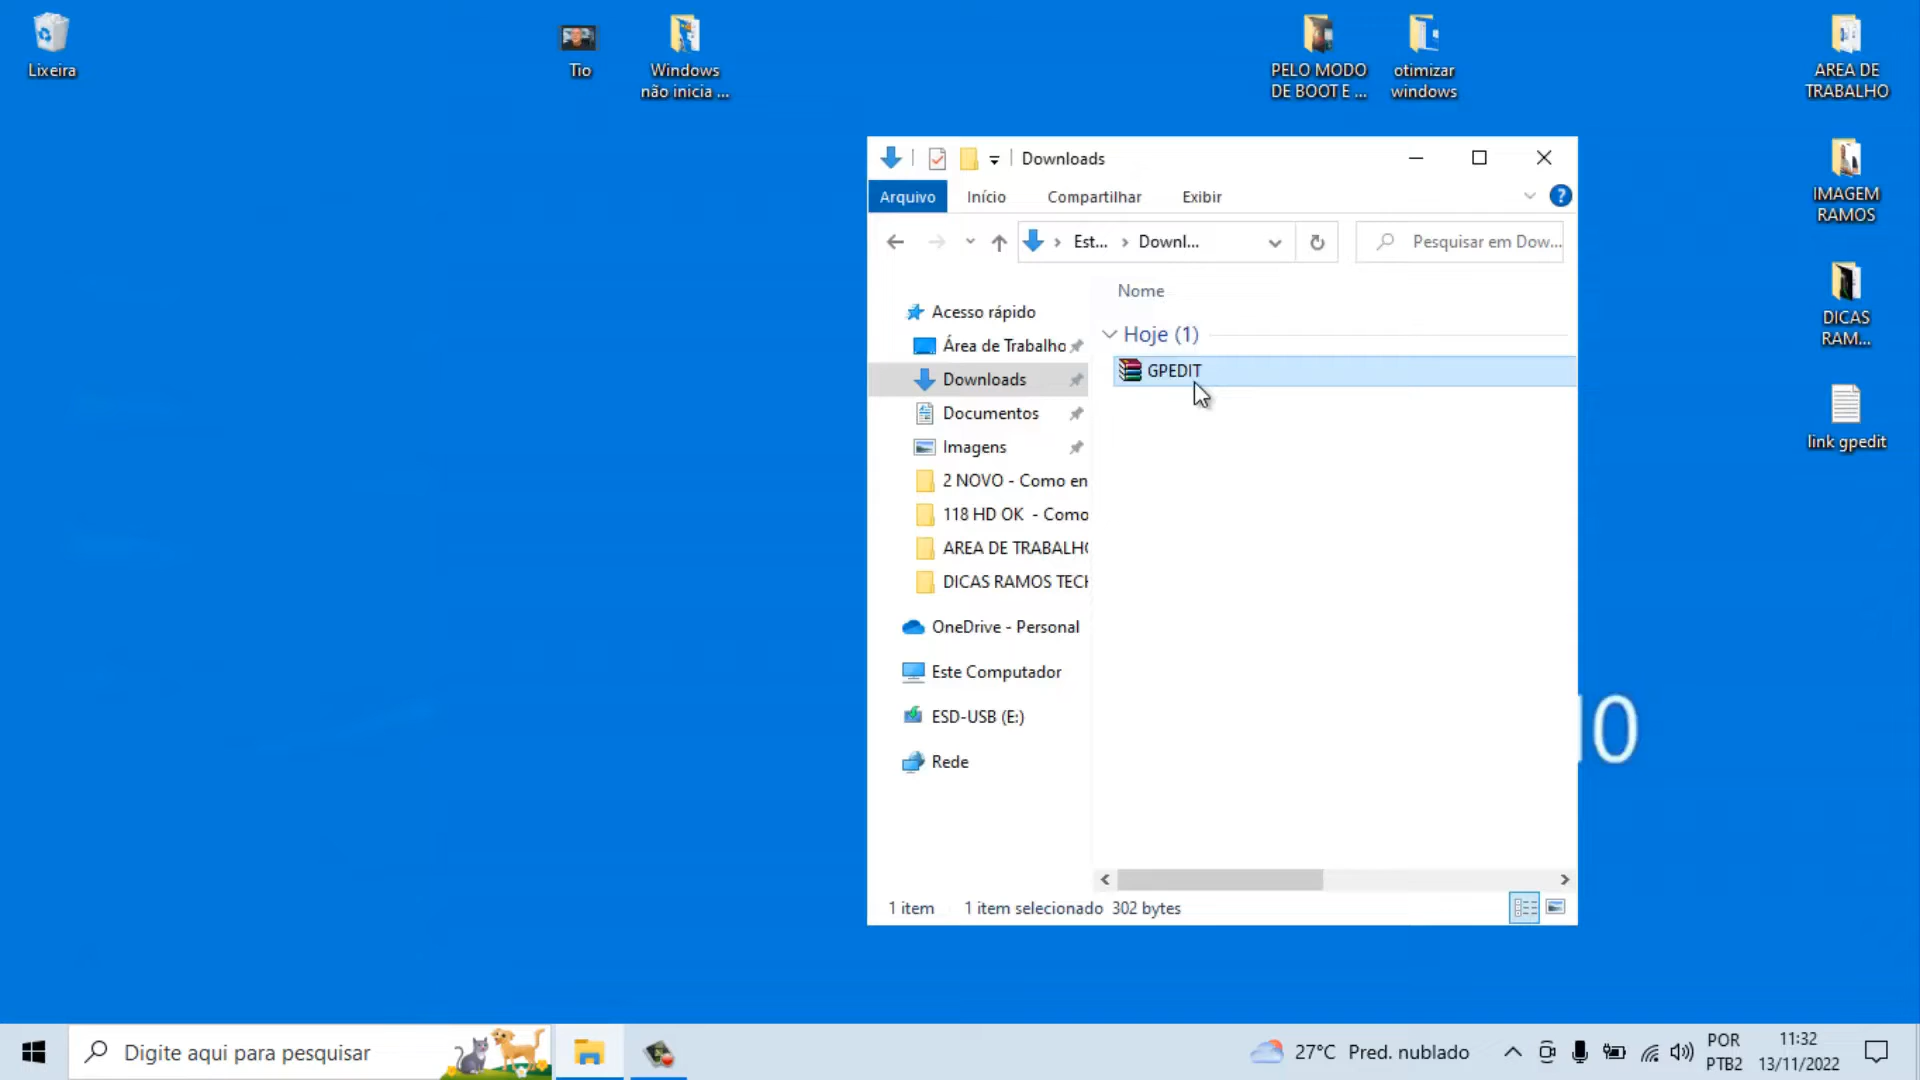 Lixeira
Tio
Windows
não inicia ...
PELO MODO
DE BOOT E ...
otimizar
windows
AREA DE
TRABALHO
IMAGEM
RAMOS
DICAS
RAM...
link gpedit
Downloads
Arquivo
Início
Compartilhar
Exibir
?
Est...
Downl...
Pesquisar em Dow...
Nome
Acesso rápido
Área de Trabalho
Downloads
Documentos
Imagens
2 NOVO - Como en
118 HD OK - Como
AREA DE TRABALHO
DICAS RAMOS TECH
OneDrive - Personal
Este Computador
ESD-USB (E:)
Rede
Hoje (1)
GPEDIT
1 item
1 item selecionado 302 bytes
10
Digite aqui para pesquisar
27°C Pred. nublado
POR
PTB2
11:32
13/11/2022